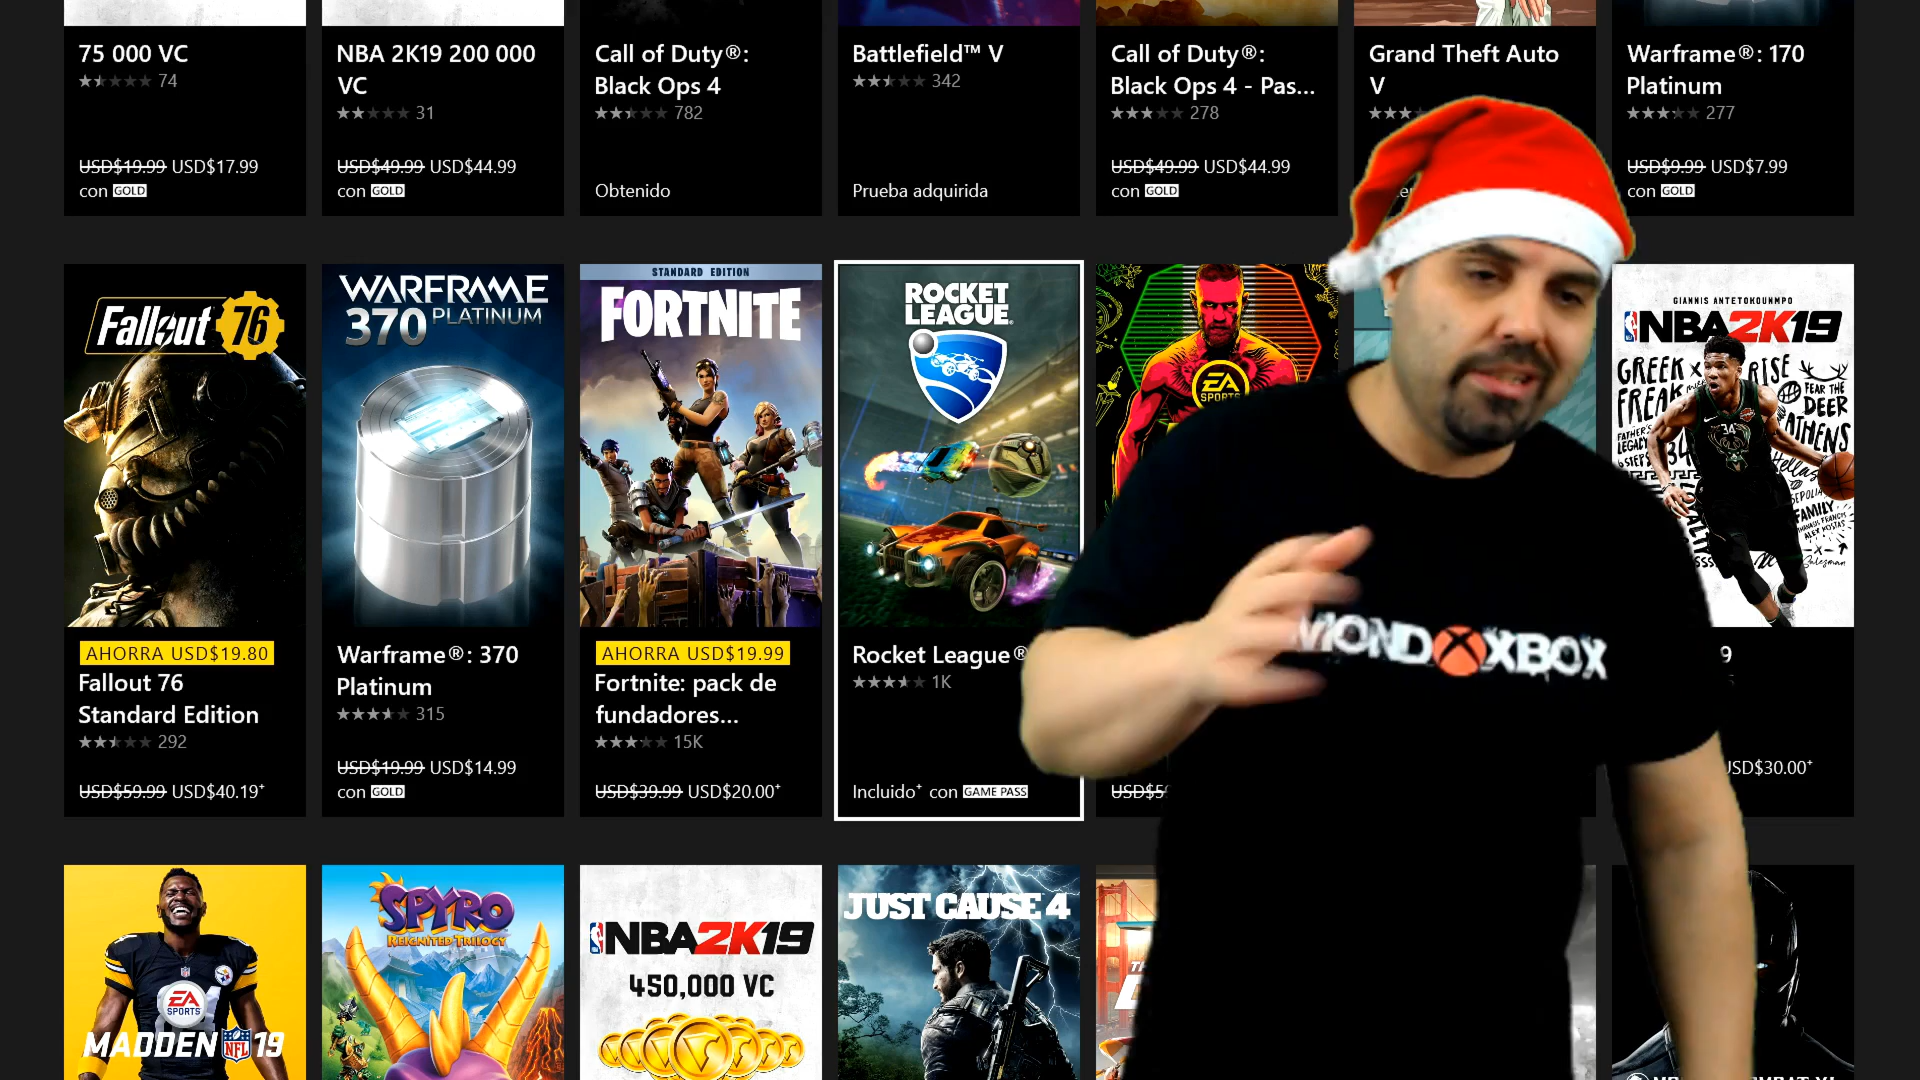 75 000 VC
74
USD$19.99 USD$17.99
con GOLD
NBA 2K19 200 000
VC
31
USD$49.99 USD$44.99
con GOLD
Call of Duty®:
Black Ops 4
782
Obtenido
Battlefield™ V
342
Prueba adquirida
Call of Duty®:
Black Ops 4 - Pas...
278
USD$49.99 USD$44.99
con GOLD
Grand Theft Auto
V
Warframe®: 170
Platinum
277
USD$9.99 USD$7.99
con GOLD
Fallout 76
AHORRA USD$19.80
Fallout 76
Standard Edition
292
USD$59.99 USD$40.19+
WARFRAME
370 PLATINUM
Warframe®: 370
Platinum
315
USD$19.99 USD$14.99
con GOLD
STANDARD EDITION
FORTNITE
AHORRA USD$19.99
Fortnite: pack de
fundadores...
15K
USD$39.99 USD$20.00+
ROCKET
LEAGUE®
Rocket League®
1K
Incluido+ con GAME PASS
EA
SPORTS
MONDOXBOX
GIANNIS ANTETOKOUNMPO
NBA 2K19
GREEK
FREAK
RISE
FEAR THE
DEER
ATHENS
34
FAMILY
USD$30.00+
EA
SPORTS
MADDEN NFL 19
SPYRO
REIGNITED TRILOGY
NBA 2K19
450,000 VC
JUST CAUSE 4